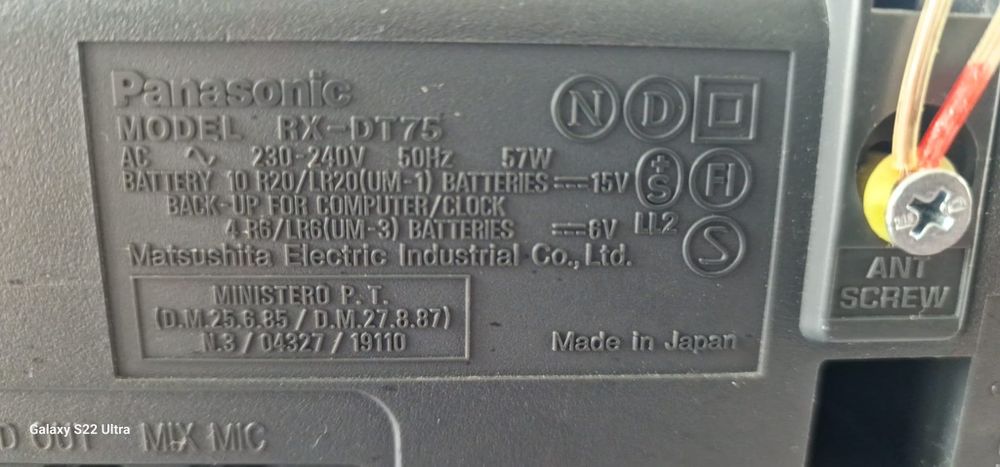 Panasonic
MODEL RX-DT75
AC ∿ 230-240V 50Hz 57W
BATTERY 10 R20/LR20(UM-1) BATTERIES ⎓ 15V
BACK-UP FOR COMPUTER/CLOCK
4 R6/LR6(UM-3) BATTERIES ⎓ 6V
Matsushita Electric Industrial Co., Ltd.
N D
+S FI
LL2 S
MINISTERO P. T.
(D.M.25.6.85 / D.M.27.8.87)
N.3 / 04327 / 19110
Made in Japan
ANT
SCREW
OUT MIX MIC
Galaxy S22 Ultra